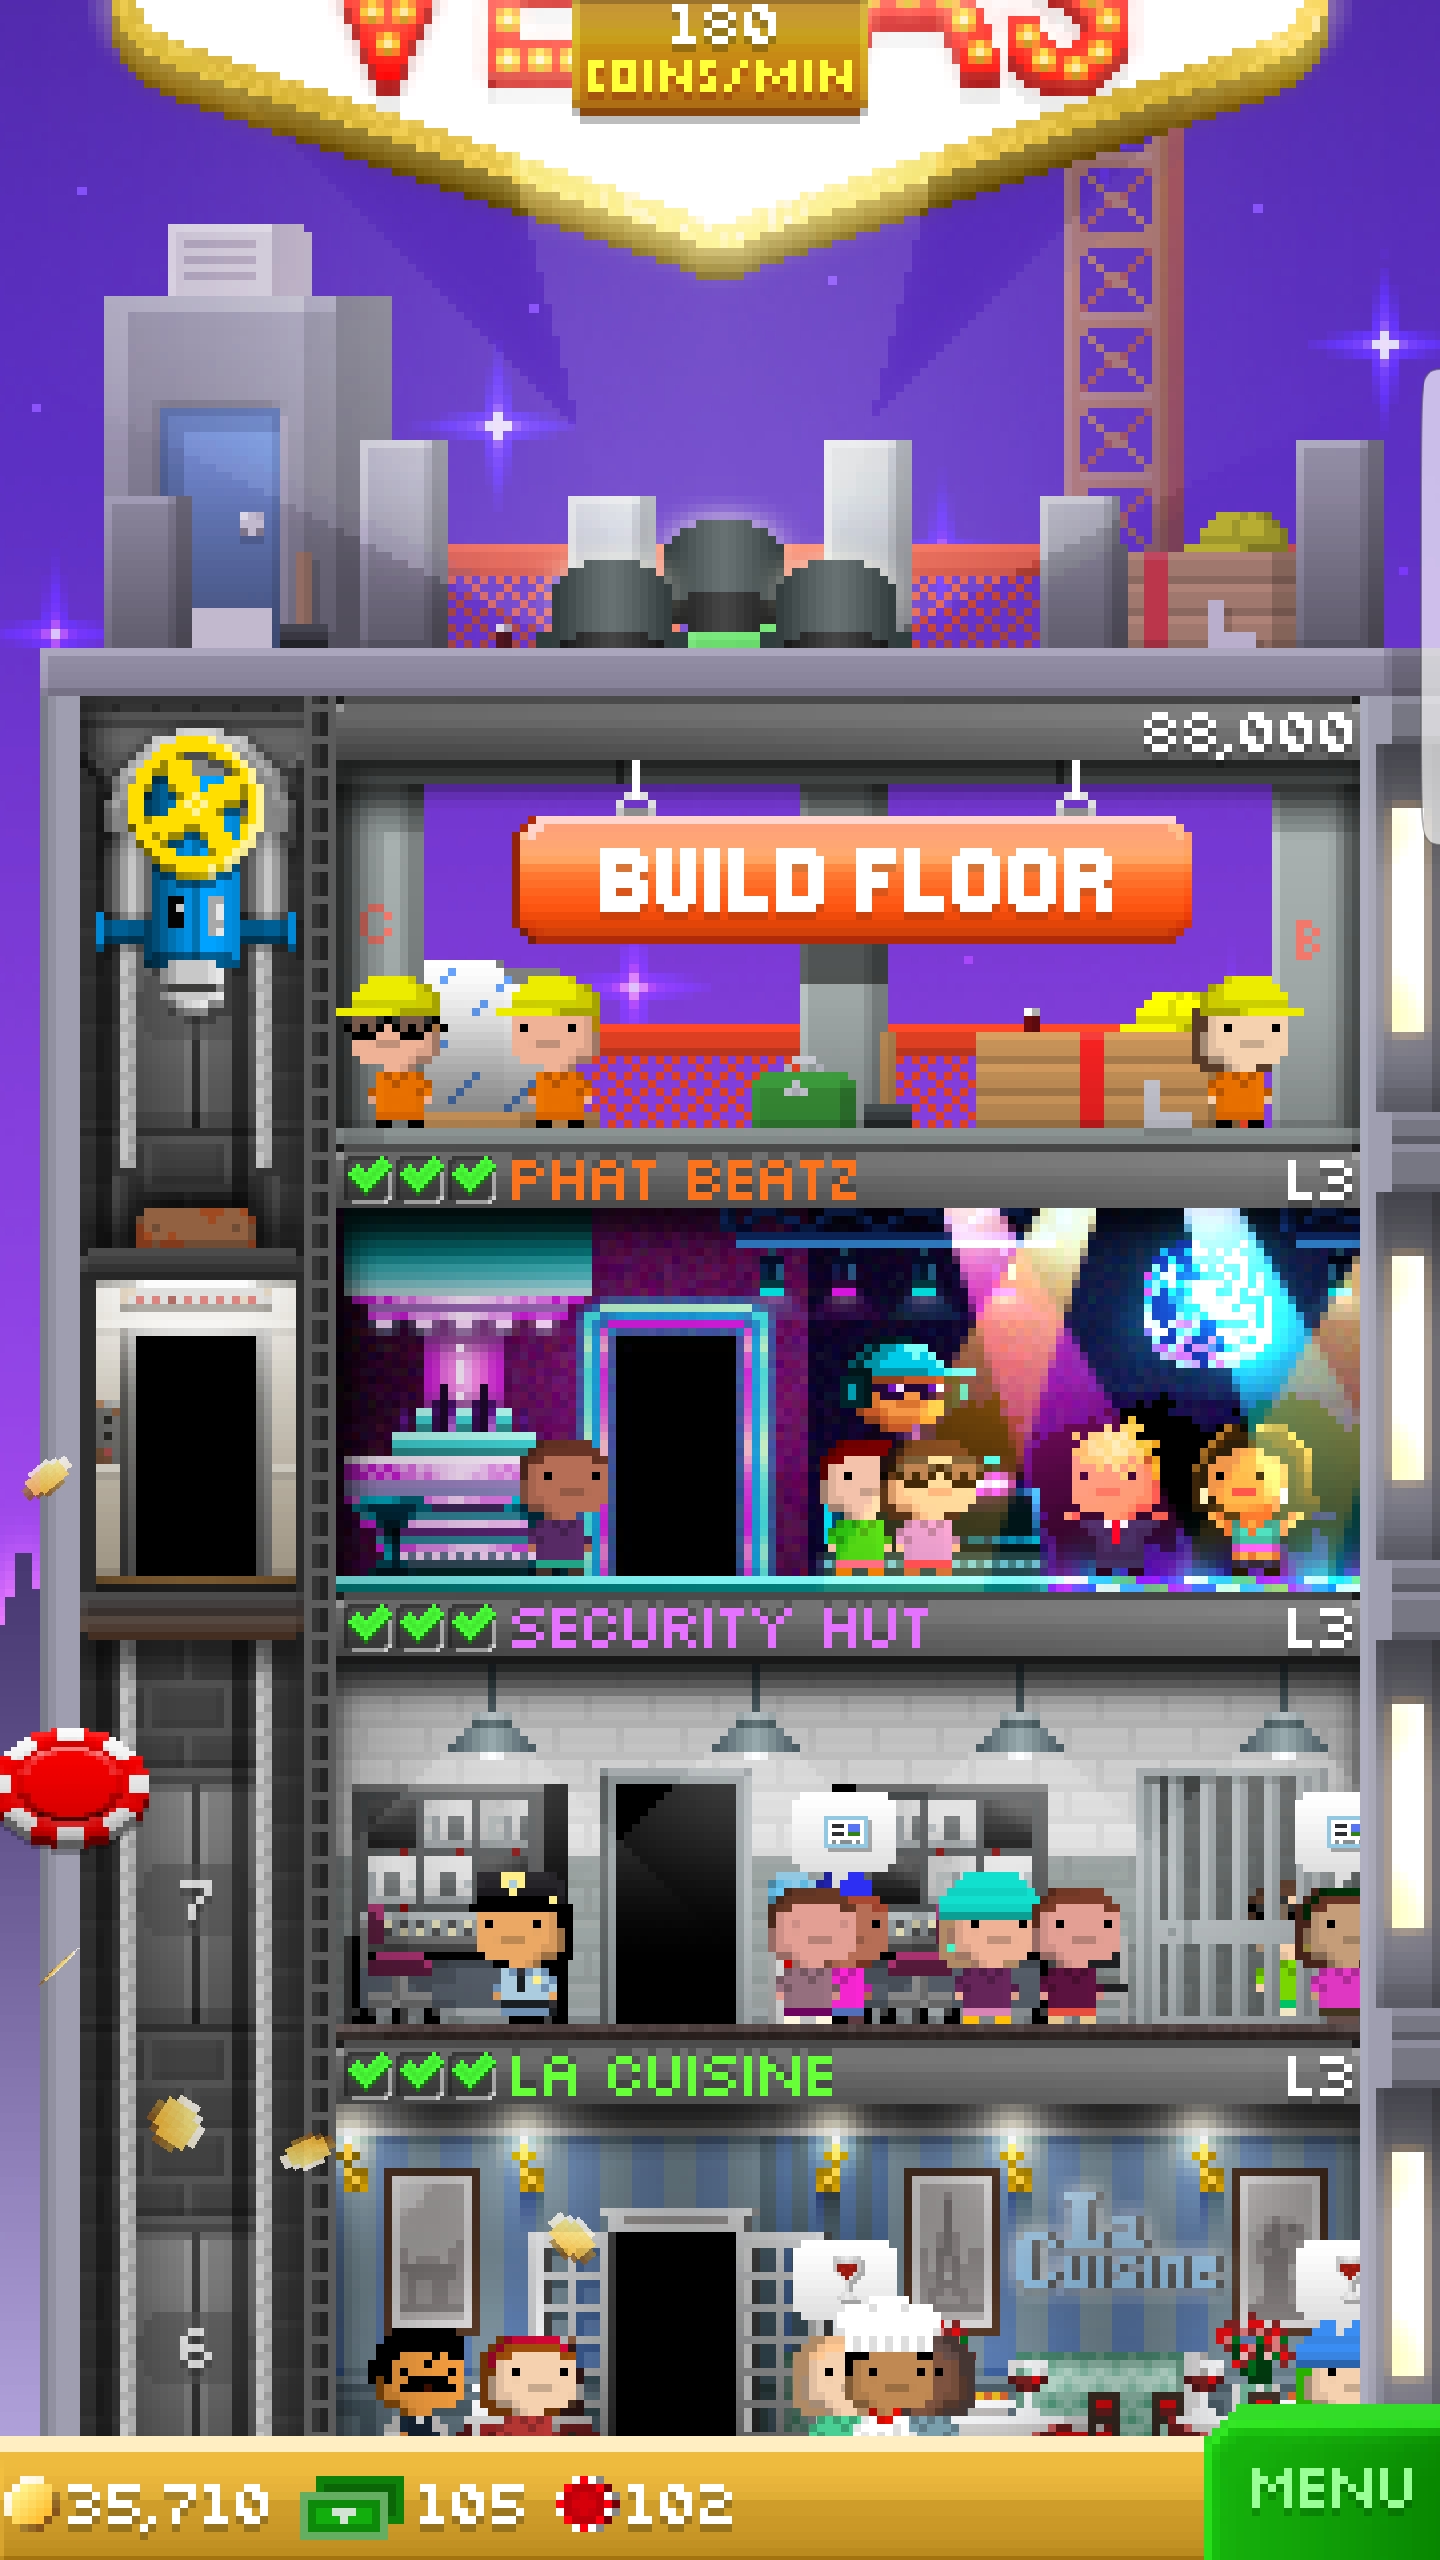 180
COINS/MIN
88,000
BUILD FLOOR
C
B
PHAT BEATZ L3
SECURITY HUT L3
7
LA CUISINE L3
La
Cuisine
6
35,710 105 102
MENU